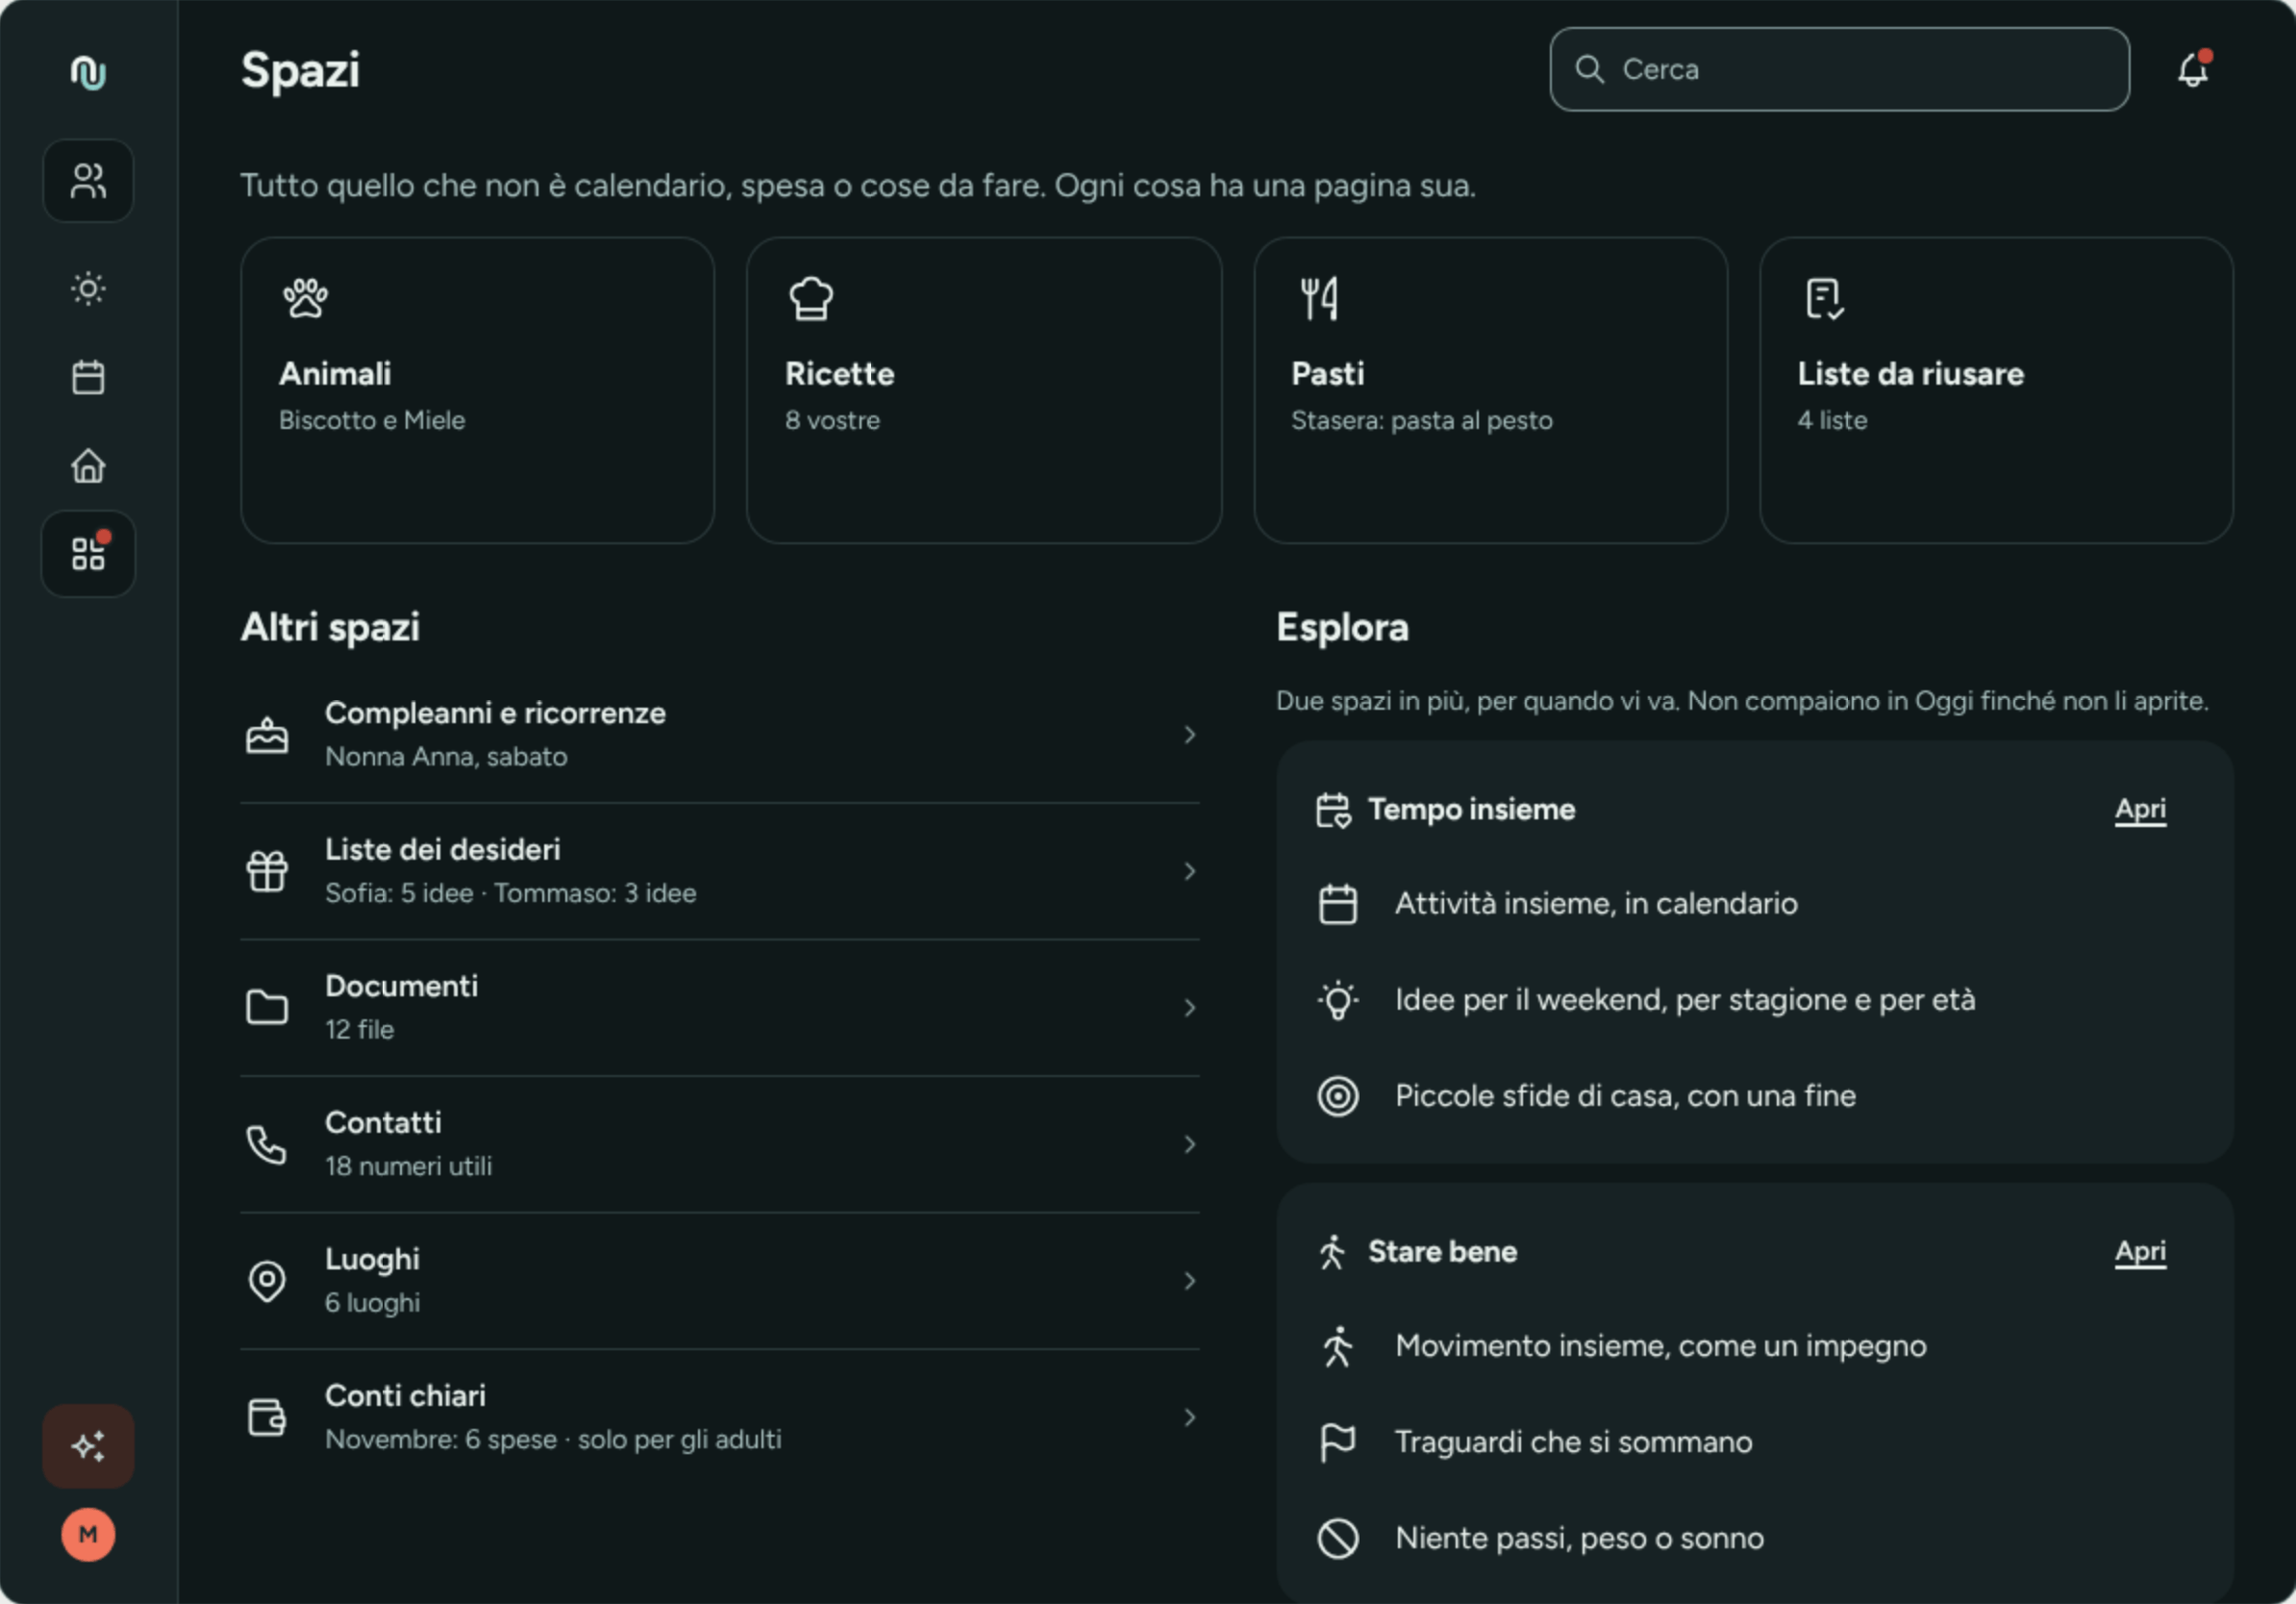 Spazi
Cerca
Tutto quello che non è calendario, spesa o cose da fare. Ogni cosa ha una pagina sua.
Animali
Biscotto e Miele
Ricette
8 vostre
Pasti
Stasera: pasta al pesto
Liste da riusare
4 liste
Altri spazi
Compleanni e ricorrenze
Nonna Anna, sabato
Liste dei desideri
Sofia: 5 idee · Tommaso: 3 idee
Documenti
12 file
Contatti
18 numeri utili
Luoghi
6 luoghi
Conti chiari
Novembre: 6 spese · solo per gli adulti
Esplora
Due spazi in più, per quando vi va. Non compaiono in Oggi finché non li aprite.
Tempo insieme
Apri
Attività insieme, in calendario
Idee per il weekend, per stagione e per età
Piccole sfide di casa, con una fine
Stare bene
Apri
Movimento insieme, come un impegno
Traguardi che si sommano
Niente passi, peso o sonno
M